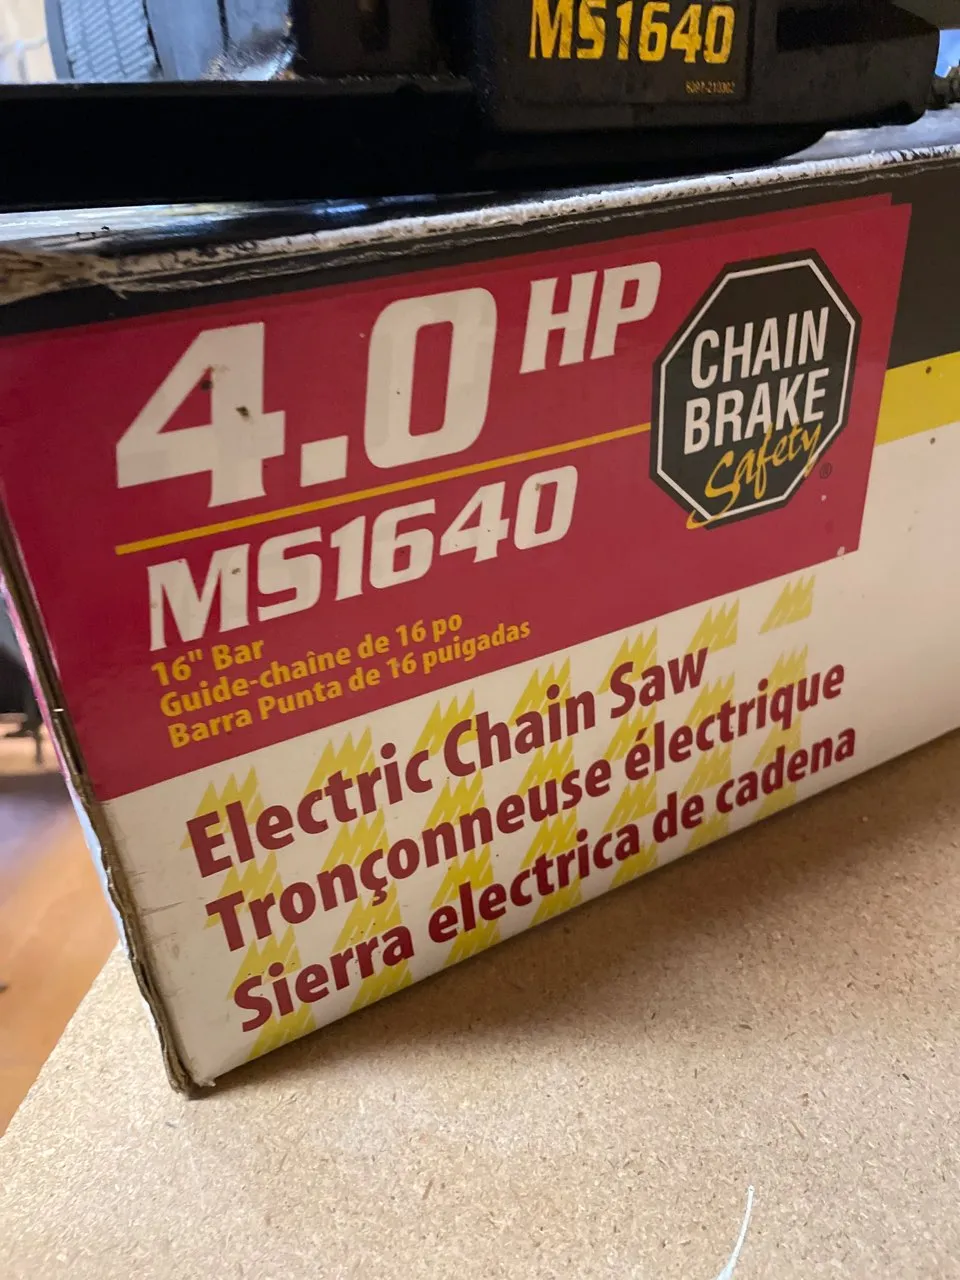 MS1640
4.0 HP
CHAIN
BRAKE
Safety®
MS1640
16" Bar
Guide-chaîne de 16 po
Barra Punta de 16 puigadas
Electric Chain Saw
Tronçonneuse électrique
Sierra electrica de cadena